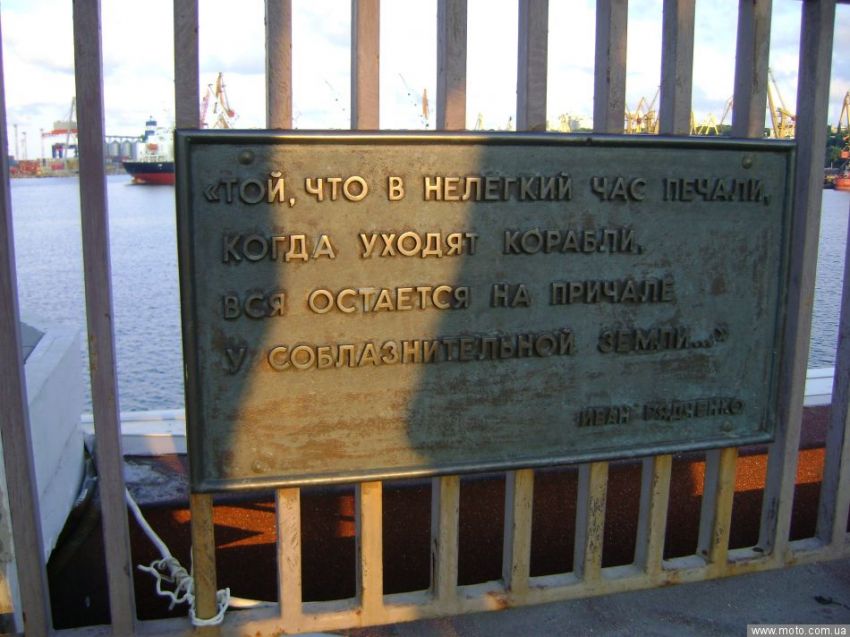 «ТОЙ, ЧТО В НЕЛЕГКИЙ ЧАС ПЕЧАЛИ,
КОГДА УХОДЯТ КОРАБЛИ,
ВСЯ ОСТАЕТСЯ НА ПРИЧАЛЕ
У СОБЛАЗНИТЕЛЬНОЙ ЗЕМЛИ...»
ИВАН РЯДЧЕНКО
www.moto.com.ua